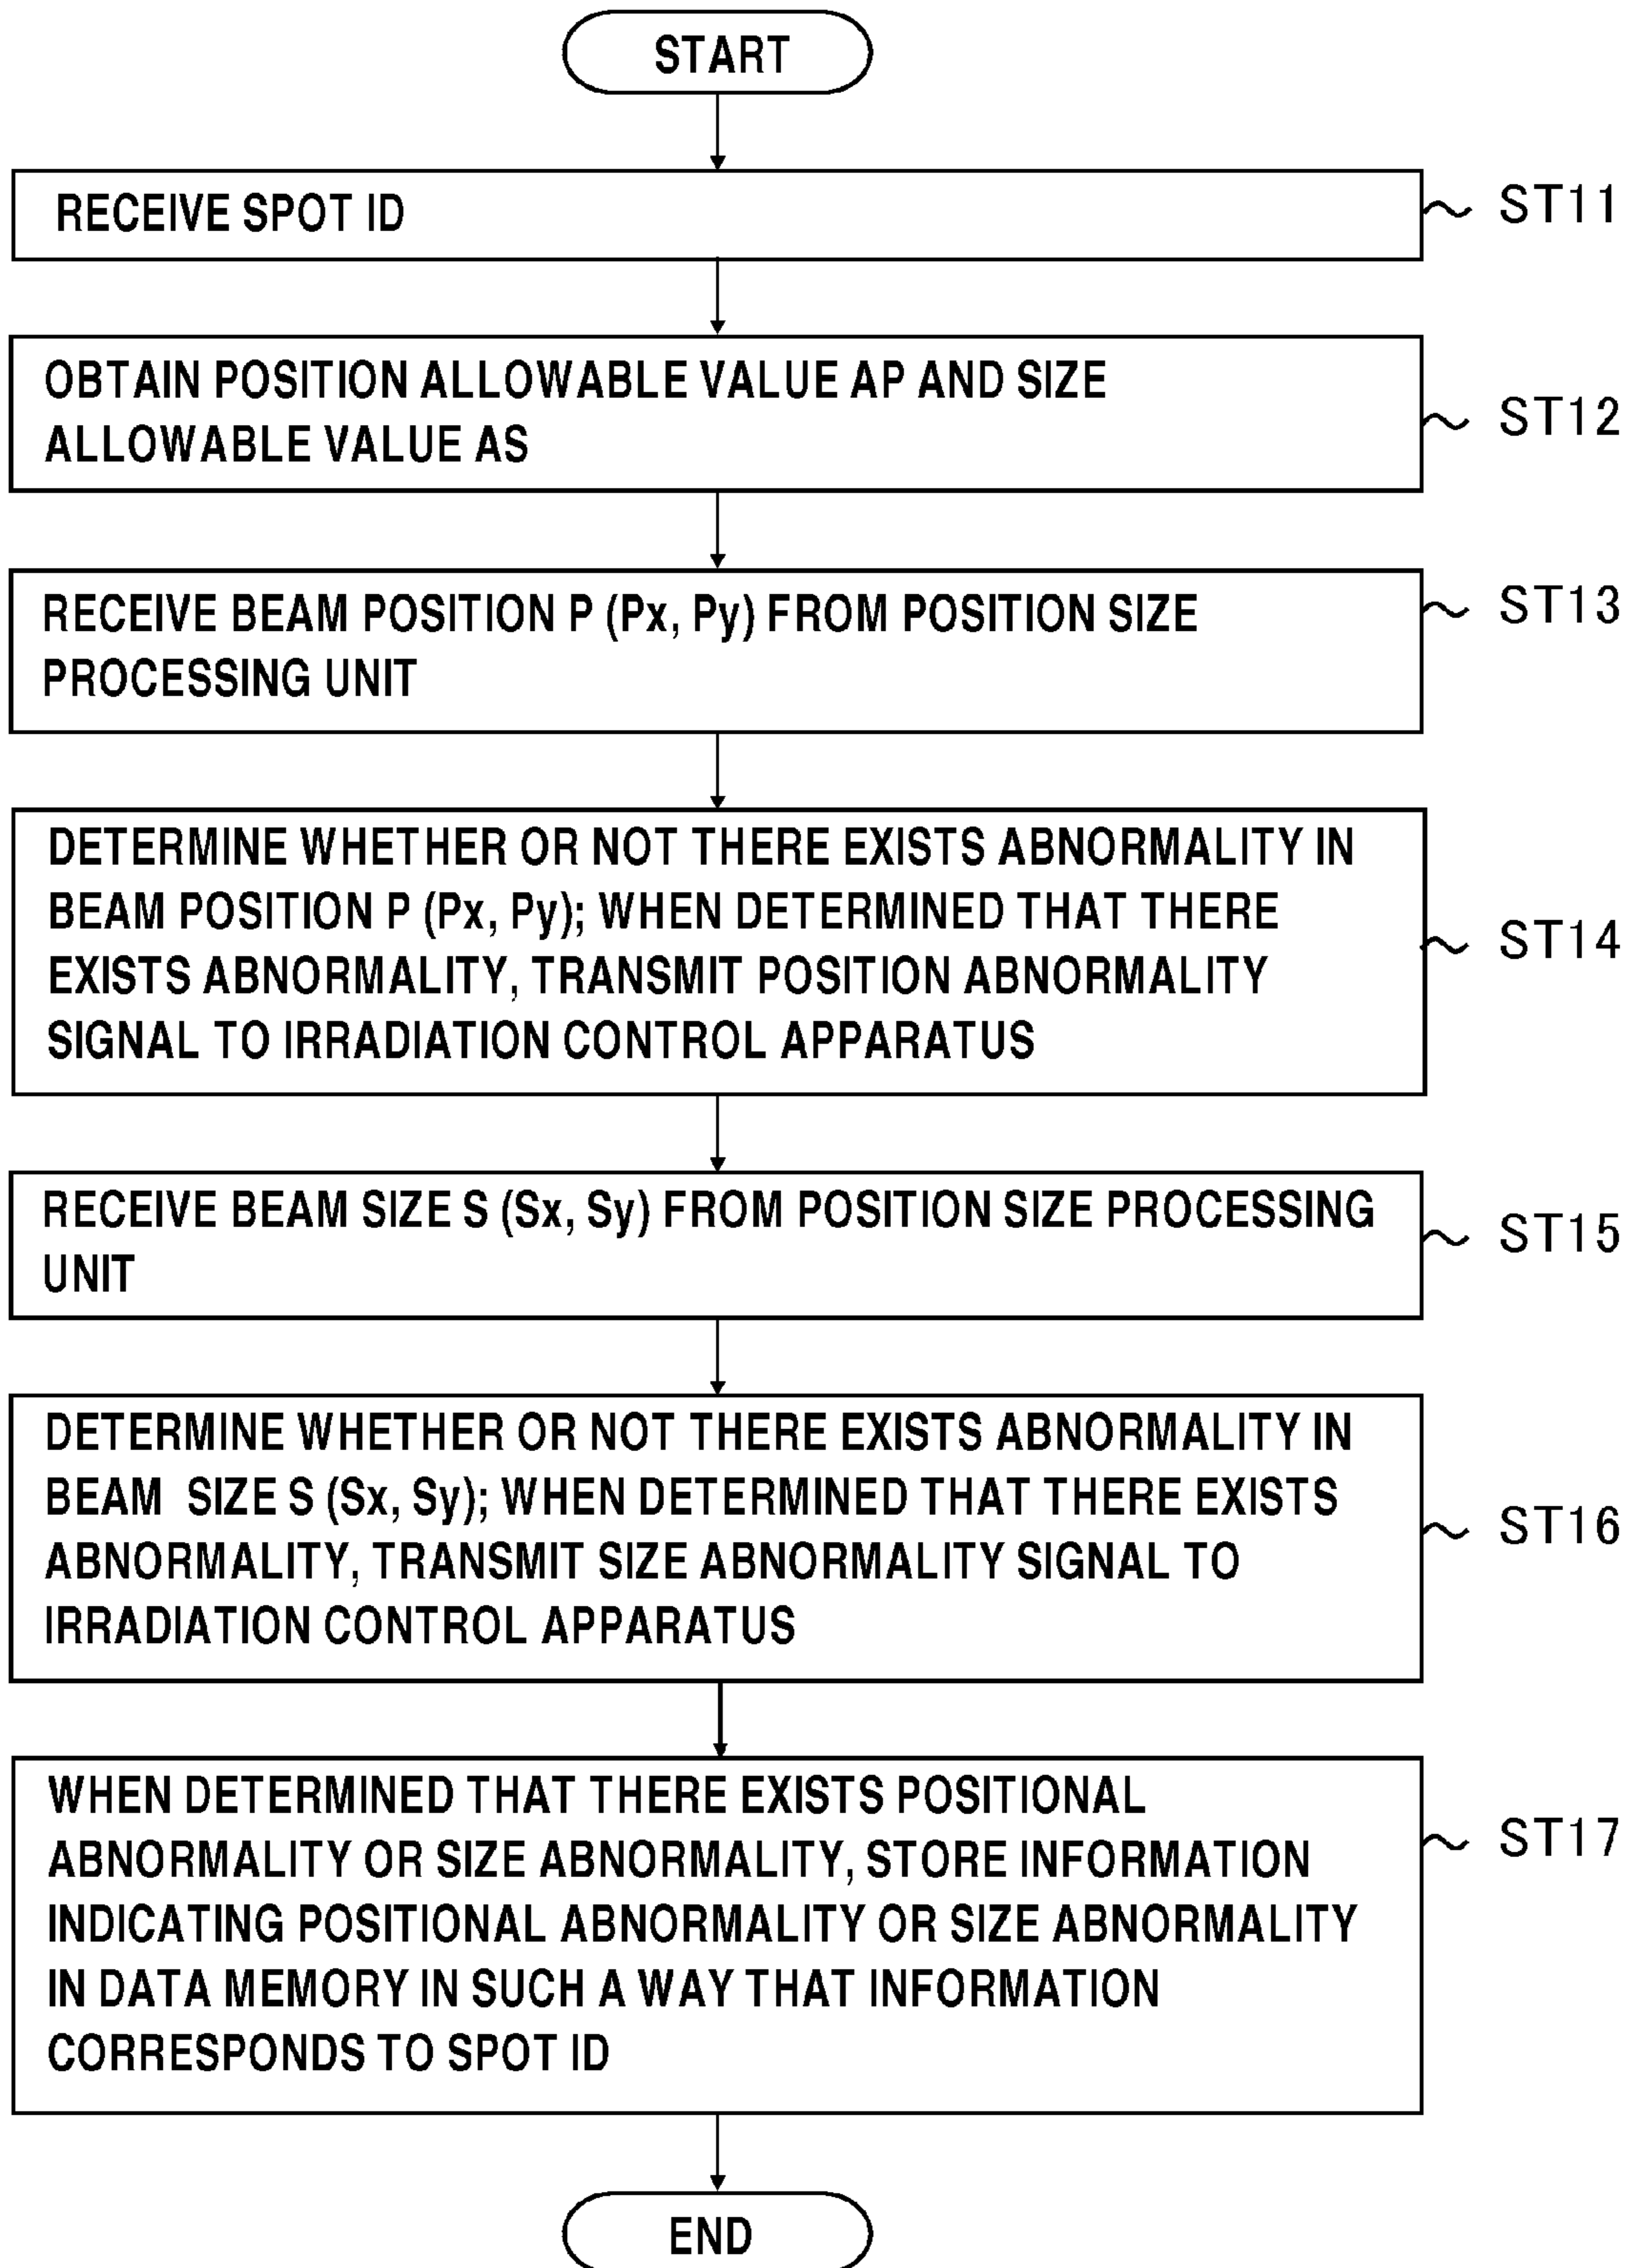 START
RECEIVE SPOT ID
ST11
OBTAIN POSITION ALLOWABLE VALUE AP AND SIZE
ALLOWABLE VALUE AS
ST12
RECEIVE BEAM POSITION P (Px, Py) FROM POSITION SIZE
PROCESSING UNIT
ST13
DETERMINE WHETHER OR NOT THERE EXISTS ABNORMALITY IN
BEAM POSITION P (Px, Py); WHEN DETERMINED THAT THERE
EXISTS ABNORMALITY, TRANSMIT POSITION ABNORMALITY
SIGNAL TO IRRADIATION CONTROL APPARATUS
ST14
RECEIVE BEAM SIZE S (Sx, Sy) FROM POSITION SIZE PROCESSING
UNIT
ST15
DETERMINE WHETHER OR NOT THERE EXISTS ABNORMALITY IN
BEAM SIZE S (Sx, Sy); WHEN DETERMINED THAT THERE EXISTS
ABNORMALITY, TRANSMIT SIZE ABNORMALITY SIGNAL TO
IRRADIATION CONTROL APPARATUS
ST16
WHEN DETERMINED THAT THERE EXISTS POSITIONAL
ABNORMALITY OR SIZE ABNORMALITY, STORE INFORMATION
INDICATING POSITIONAL ABNORMALITY OR SIZE ABNORMALITY
IN DATA MEMORY IN SUCH A WAY THAT INFORMATION
CORRESPONDS TO SPOT ID
ST17
END